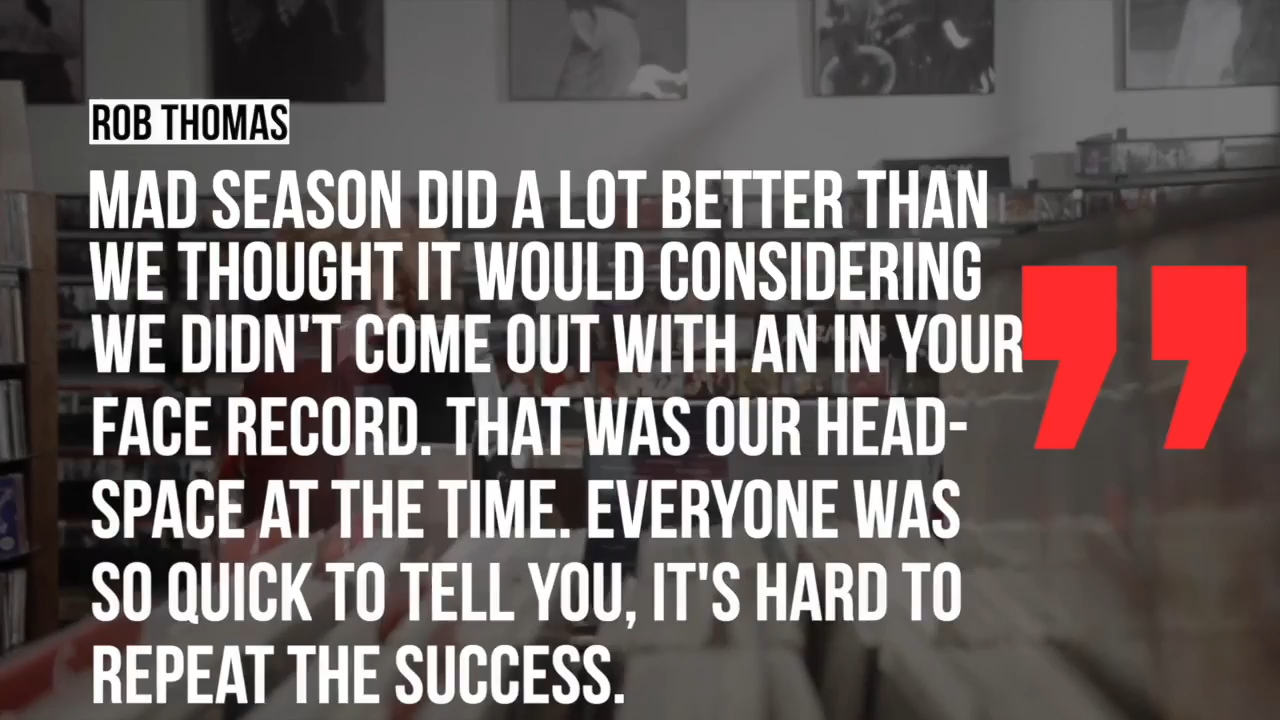 ROB THOMAS
MAD SEASON DID A LOT BETTER THAN
WE THOUGHT IT WOULD CONSIDERING
WE DIDN'T COME OUT WITH AN IN YOUR
FACE RECORD. THAT WAS OUR HEAD-
SPACE AT THE TIME. EVERYONE WAS
SO QUICK TO TELL YOU, IT'S HARD TO
REPEAT THE SUCCESS.
”